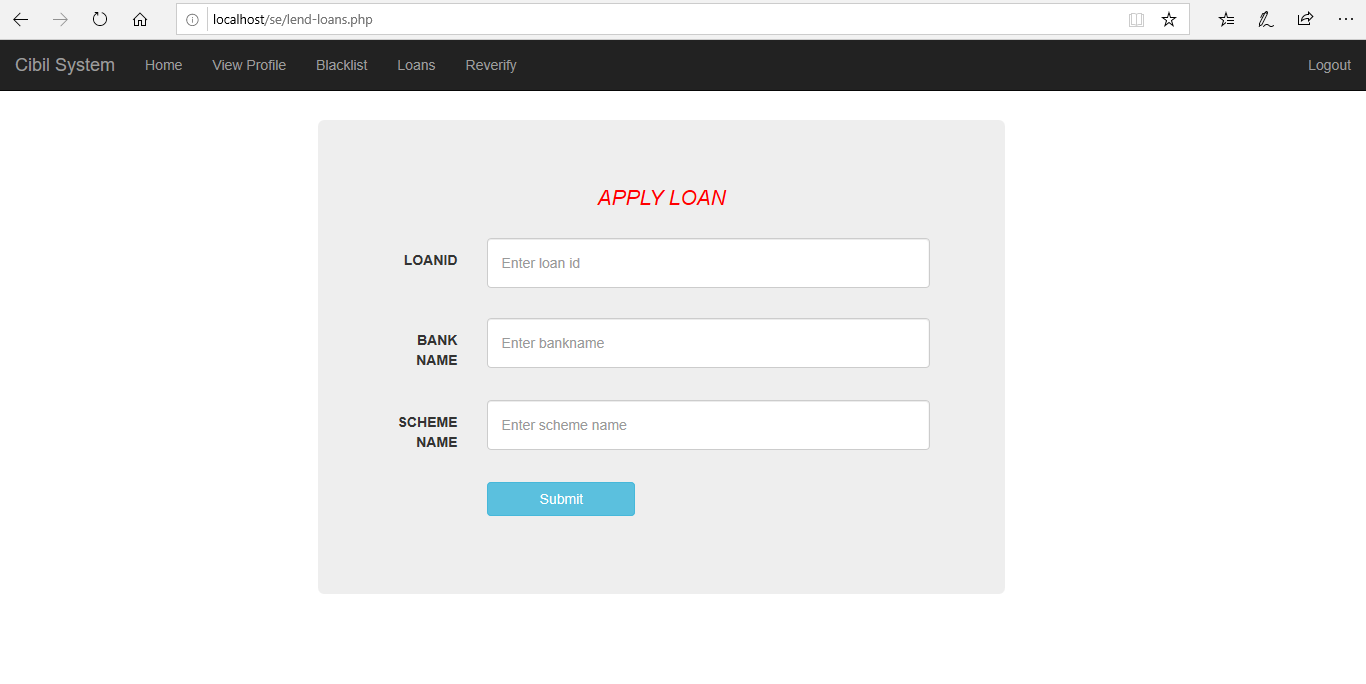 localhost/se/lend-loans.php
Cibil System Home View Profile Blacklist Loans Reverify Logout
APPLY LOAN
LOANID Enter loan id
BANK
NAME
Enter bankname
SCHEME
NAME
Enter scheme name
Submit